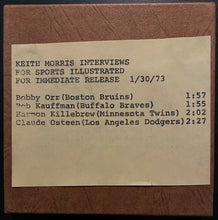 KEITH MORRIS INTERVIEWS
FOR SPORTS ILLUSTRATED
FOR IMMEDIATE RELEASE 1/30/73
Bobby Orr(Boston Bruins) 1:57
Bob Kauffman(Buffalo Braves) 1:55
Harmon Killebrew(Minnesota Twins) 2:02
Claude Osteen(Los Angeles Dodgers) 2:27